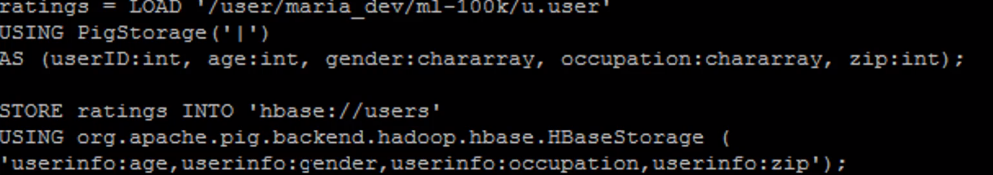 ratings = LOAD '/user/maria_dev/ml-100k/u.user'
USING PigStorage('|')
AS (userID:int, age:int, gender:chararray, occupation:chararray, zip:int);
STORE ratings INTO 'hbase://users'
USING org.apache.pig.backend.hadoop.hbase.HBaseStorage (
'userinfo:age,userinfo:gender,userinfo:occupation,userinfo:zip');